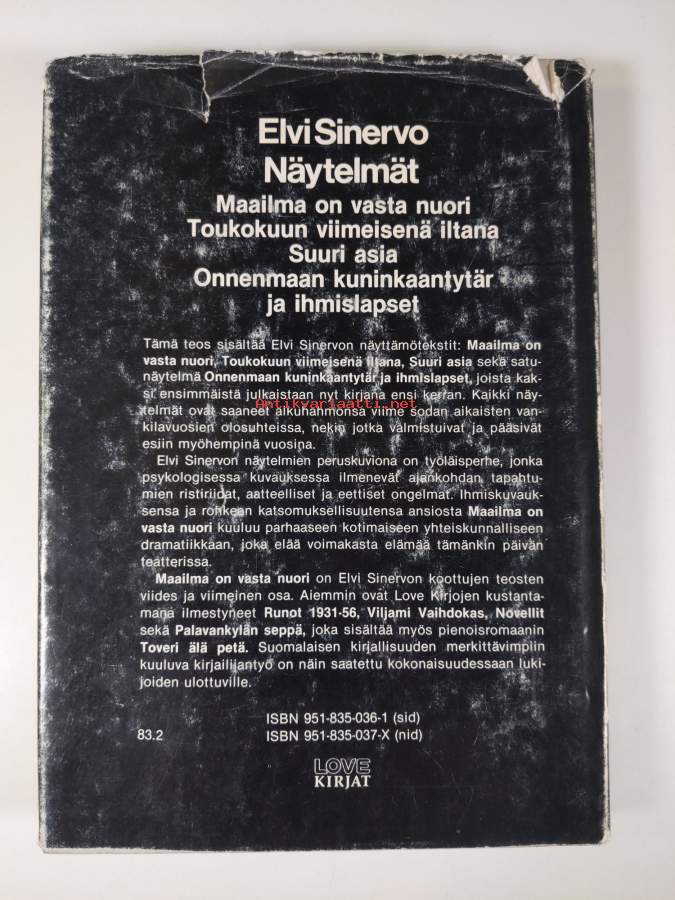 Elvi Sinervo
Näytelmät
Maailma on vasta nuori
Toukokuun viimeisenä iltana
Suuri asia
Onnenmaan kuninkaantytär
ja ihmislapset
Tämä teos sisältää Elvi Sinervon näyttämötekstit: Maailma on
vasta nuori, Toukokuun viimeisenä iltana, Suuri asia sekä satu-
näytelmä Onnenmaan kuninkaantytär ja ihmislapset, joista kak-
si ensimmäistä julkaistaan nyt kirjana ensi kerran. Kaikki näy-
antikvariaatti.net
telmät ovat saaneet alkuhahmonsa viime sodan aikaisten van-
kilavuosien olosuhteissa, nekin jotka valmistuivat ja pääsivät
esiin myöhempinä vuosina.
Elvi Sinervon näytelmien peruskuviona on työläisperhe, jonka
psykologisessa kuvauksessa ilmenevät ajankohdan tapahtu-
mien ristiriidat, aatteelliset ja eettiset ongelmat. Ihmiskuvauk-
sensa ja rohkean katsomuksellisuutensa ansiosta Maailma on
vasta nuori kuuluu parhaaseen kotimaiseen yhteiskunnalliseen
dramatiikkaan, joka elää voimakasta elämää tämänkin päivän
teatterissa.
Maailma on vasta nuori on Elvi Sinervon koottujen teosten
viides ja viimeinen osa. Aiemmin ovat Love Kirjojen kustanta-
mana ilmestyneet Runot 1931-56, Viljami Vaihdokas, Novellit
sekä Palavankylän seppä, joka sisältää myös pienoisromaanin
Toveri älä petä. Suomalaisen kirjallisuuden merkittävimpiin
kuuluva kirjailijantyö on näin saatettu kokonaisuudessaan luki-
joiden ulottuville.
ISBN 951-835-036-1 (sid)
83.2 ISBN 951-835-037-X (nid)
LOVE
KIRJAT